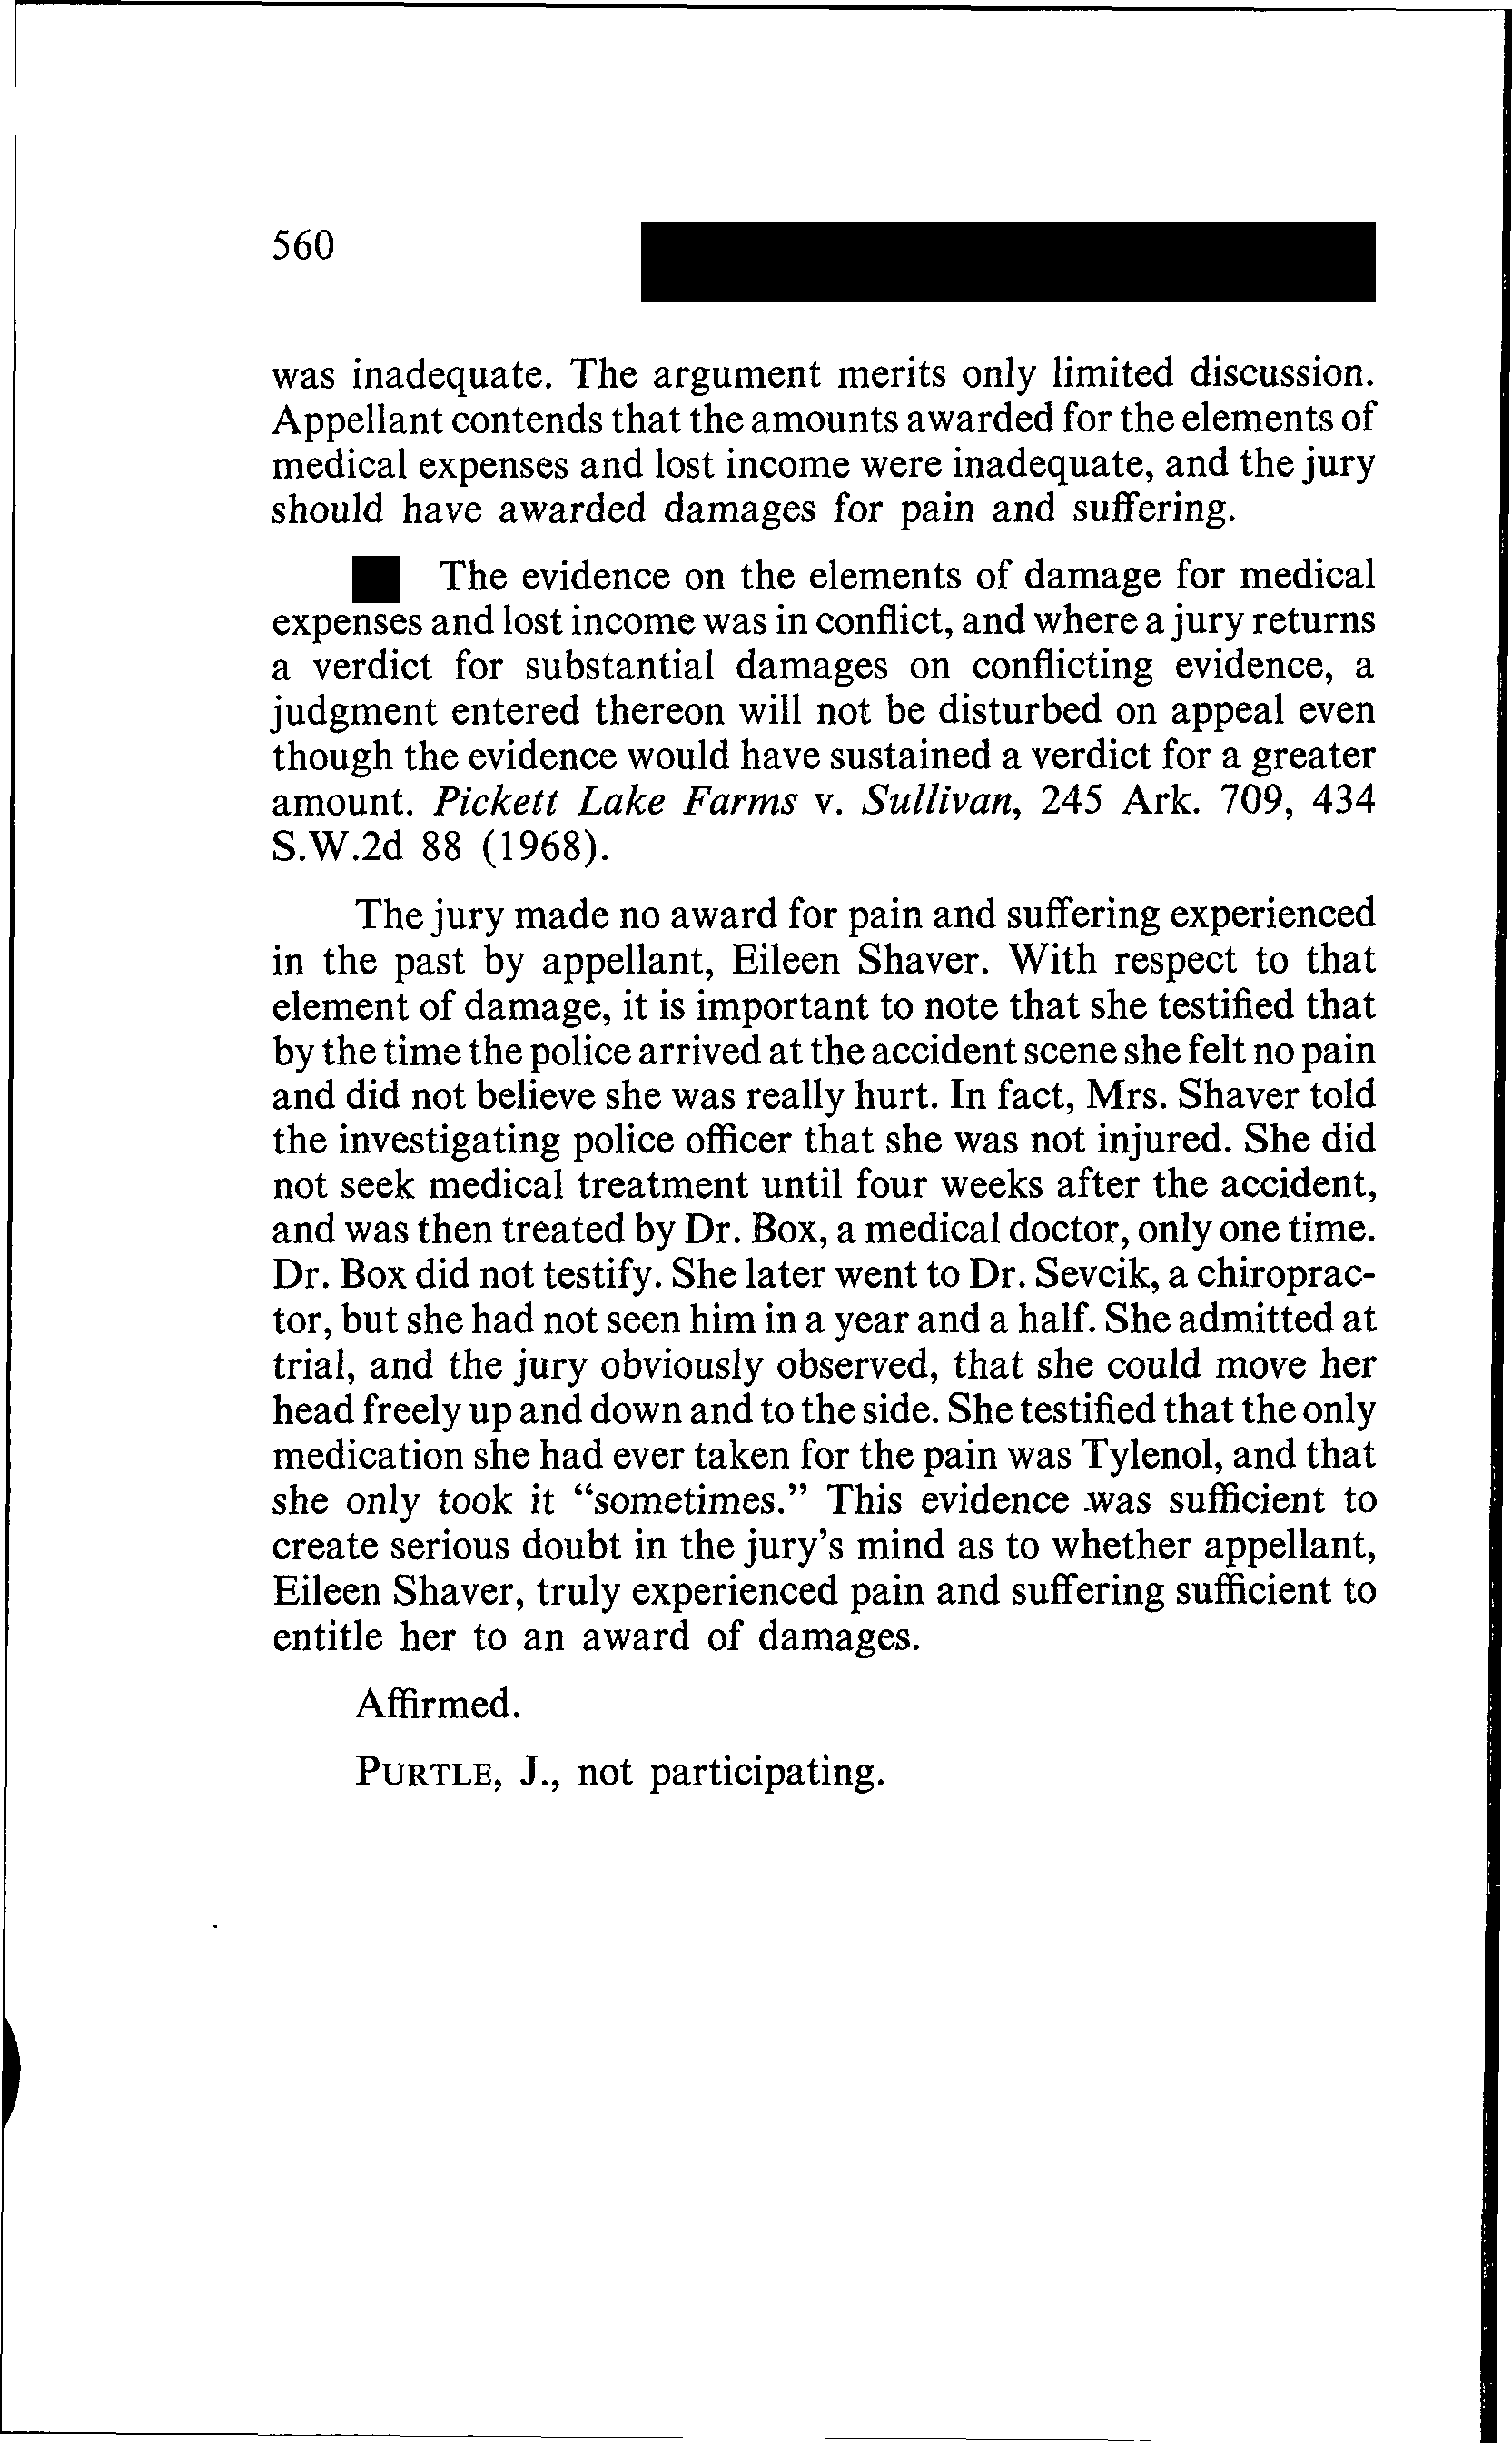 560
was inadequate. The argument merits only limited discussion.
Appellant contends that the amounts awarded for the elements of
medical expenses and lost income were inadequate, and the jury
should have awarded damages for pain and suffering.
The evidence on the elements of damage for medical
expenses and lost income was in conflict, and where a jury returns
a verdict for substantial damages on conflicting evidence, a
judgment entered thereon will not be disturbed on appeal even
though the evidence would have sustained a verdict for a greater
amount. Pickett Lake Farms v. Sullivan, 245 Ark. 709, 434
S.W.2d 88 (1968).
The jury made no award for pain and suffering experienced
in the past by appellant, Eileen Shaver. With respect to that
element of damage, it is important to note that she testified that
by the time the police arrived at the accident scene she felt no pain
and did not believe she was really hurt. In fact, Mrs. Shaver told
the investigating police officer that she was not injured. She did
not seek medical treatment until four weeks after the accident,
and was then treated by Dr. Box, a medical doctor, only one time.
Dr. Box did not testify. She later went to Dr. Sevcik, a chiroprac-
tor, but she had not seen him in a year and a half. She admitted at
trial, and the jury obviously observed, that she could move her
head freely up and down and to the side. She testified that the only
medication she had ever taken for the pain was Tylenol, and that
she only took it “sometimes.” This evidence was sufficient to
create serious doubt in the jury’s mind as to whether appellant,
Eileen Shaver, truly experienced pain and suffering sufficient to
entitle her to an award of damages.
Affirmed.
PURTLE, J., not participating.